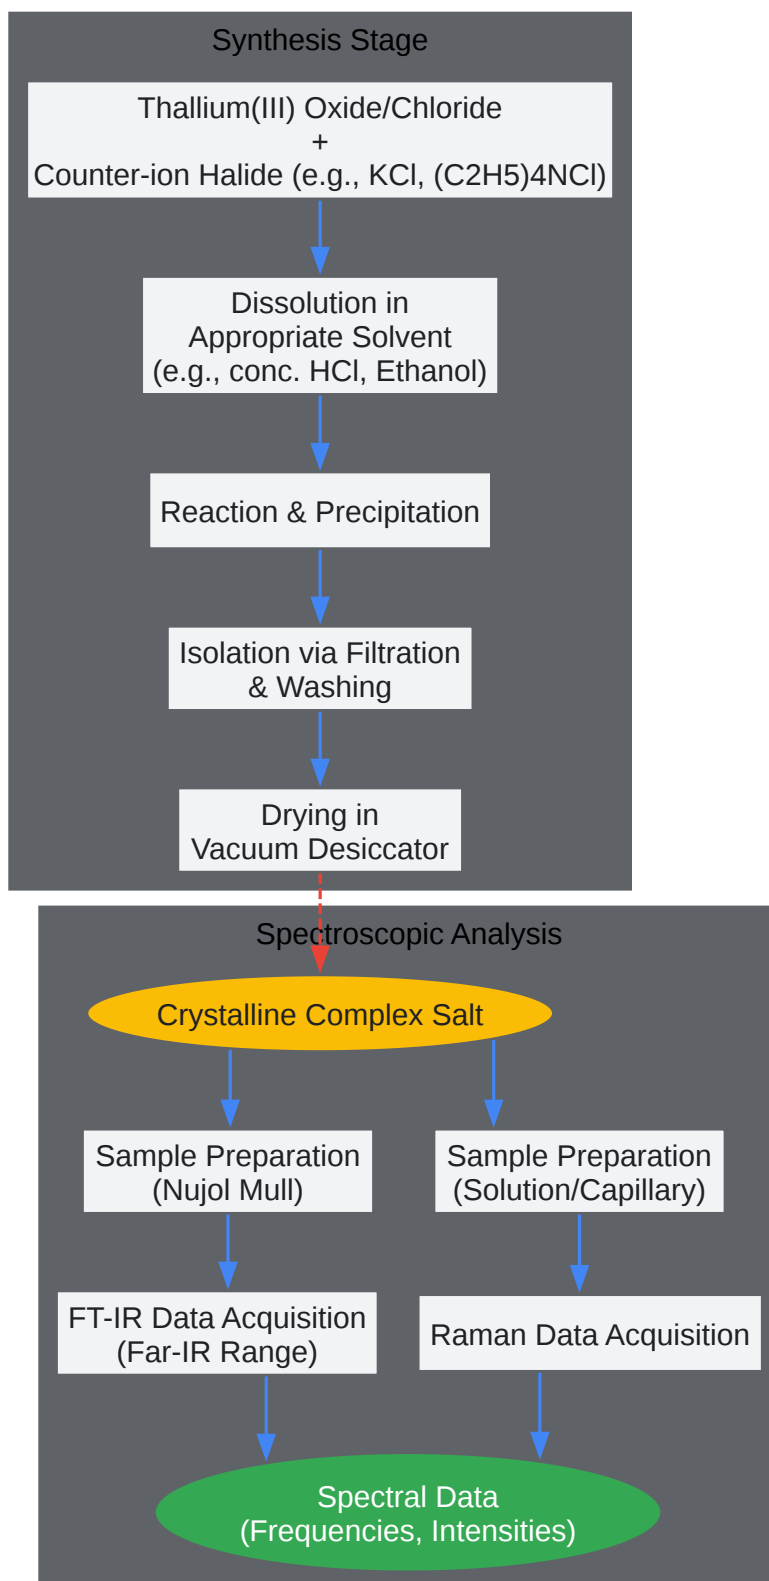 Synthesis Stage
Thallium(III) Oxide/Chloride
+
Counter-ion Halide (e.g., KCl, (C2H5)4NCl)
Dissolution in
Appropriate Solvent
(e.g., conc. HCl, Ethanol)
Reaction & Precipitation
Isolation via Filtration
& Washing
Drying in
Vacuum Desiccator
Spectroscopic Analysis
Crystalline Complex Salt
Sample Preparation
(Nujol Mull)
Sample Preparation
(Solution/Capillary)
FT-IR Data Acquisition
(Far-IR Range)
Raman Data Acquisition
Spectral Data
(Frequencies, Intensities)